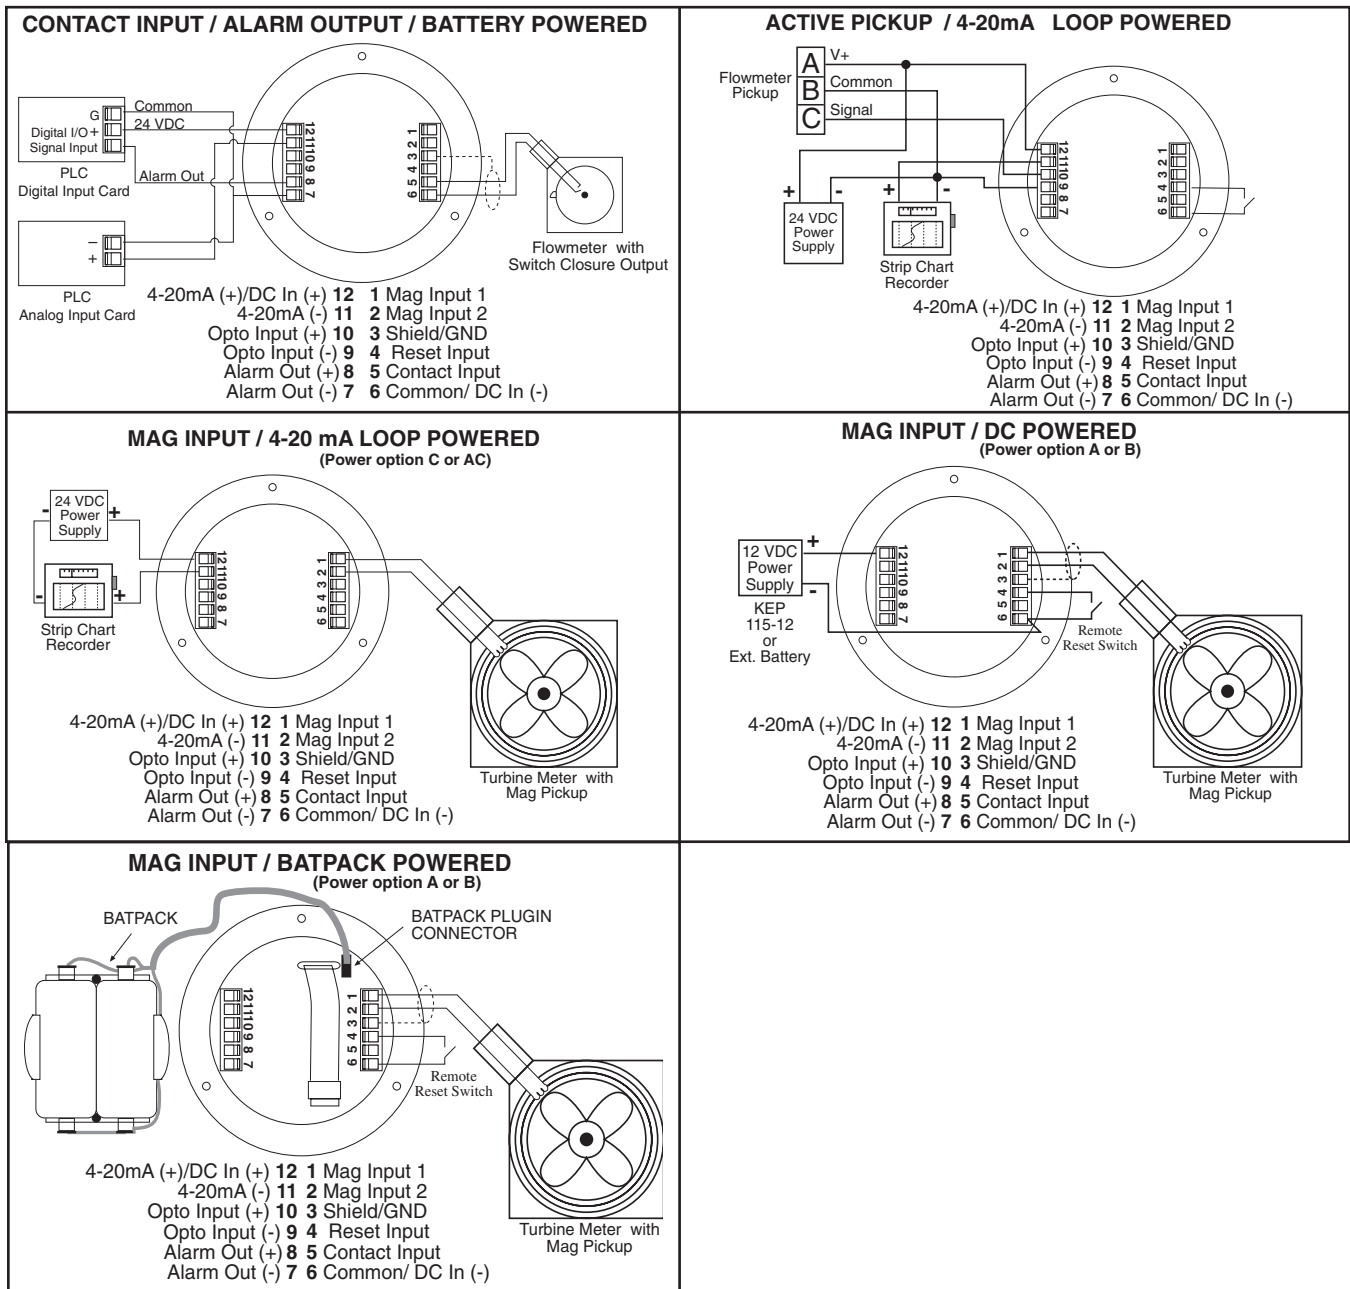 CONTACT INPUT / ALARM OUTPUT / BATTERY POWERED
G
Digital I/O +
Signal Input
PLC
Digital Input Card
Common
24 VDC
Alarm Out
–
+
PLC
Analog Input Card
12 11 10 9 8 7
1 2 3 4 5 6
Flowmeter with
Switch Closure Output
4-20mA (+)/DC In (+) 12 1 Mag Input 1
4-20mA (-) 11 2 Mag Input 2
Opto Input (+) 10 3 Shield/GND
Opto Input (-) 9 4 Reset Input
Alarm Out (+) 8 5 Contact Input
Alarm Out (-) 7 6 Common/ DC In (-)
ACTIVE PICKUP / 4-20mA LOOP POWERED
Flowmeter
Pickup
A V+
B Common
C Signal
+ -
24 VDC
Power
Supply
+ -
Strip Chart
Recorder
12 11 10 9 8 7
1 2 3 4 5 6
4-20mA (+)/DC In (+) 12 1 Mag Input 1
4-20mA (-) 11 2 Mag Input 2
Opto Input (+) 10 3 Shield/GND
Opto Input (-) 9 4 Reset Input
Alarm Out (+) 8 5 Contact Input
Alarm Out (-) 7 6 Common/ DC In (-)
MAG INPUT / 4-20 mA LOOP POWERED
(Power option C or AC)
- +
24 VDC
Power
Supply
- +
Strip Chart
Recorder
12 11 10 9 8 7
1 2 3 4 5 6
Turbine Meter with
Mag Pickup
4-20mA (+)/DC In (+) 12 1 Mag Input 1
4-20mA (-) 11 2 Mag Input 2
Opto Input (+) 10 3 Shield/GND
Opto Input (-) 9 4 Reset Input
Alarm Out (+) 8 5 Contact Input
Alarm Out (-) 7 6 Common/ DC In (-)
MAG INPUT / DC POWERED
(Power option A or B)
+
12 VDC
Power
Supply
-
KEP
115-12
or
Ext. Battery
12 11 10 9 8 7
1 2 3 4 5 6
Remote
Reset Switch
Turbine Meter with
Mag Pickup
4-20mA (+)/DC In (+) 12 1 Mag Input 1
4-20mA (-) 11 2 Mag Input 2
Opto Input (+) 10 3 Shield/GND
Opto Input (-) 9 4 Reset Input
Alarm Out (+) 8 5 Contact Input
Alarm Out (-) 7 6 Common/ DC In (-)
MAG INPUT / BATPACK POWERED
(Power option A or B)
BATPACK
BATPACK PLUGIN
CONNECTOR
12 11 10 9 8 7
1 2 3 4 5 6
Remote
Reset Switch
Turbine Meter with
Mag Pickup
4-20mA (+)/DC In (+) 12 1 Mag Input 1
4-20mA (-) 11 2 Mag Input 2
Opto Input (+) 10 3 Shield/GND
Opto Input (-) 9 4 Reset Input
Alarm Out (+) 8 5 Contact Input
Alarm Out (-) 7 6 Common/ DC In (-)